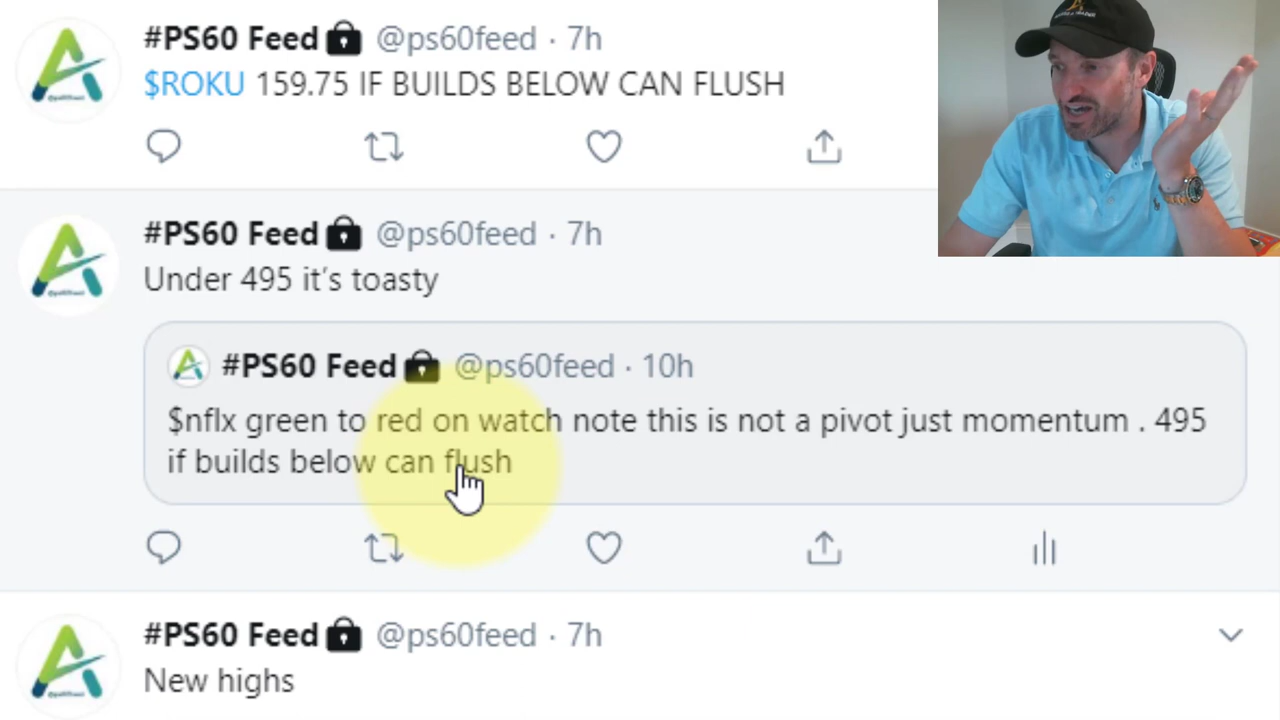 #PS60 Feed @ps60feed · 7h
$ROKU 159.75 IF BUILDS BELOW CAN FLUSH
#PS60 Feed @ps60feed · 7h
Under 495 it’s toasty
#PS60 Feed @ps60feed · 10h
$nflx green to red on watch note this is not a pivot just momentum . 495
if builds below can flush
#PS60 Feed @ps60feed · 7h
New highs